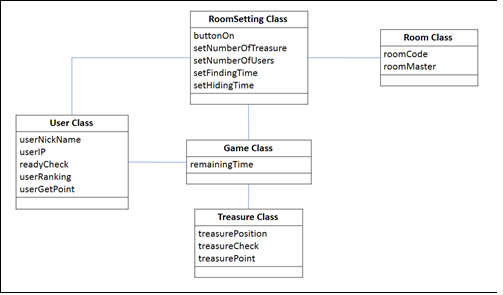 RoomSetting Class
buttonOn
setNumberOfTreasure
setNumberOfUsers
setFindingTime
setHidingTime
Room Class
roomCode
roomMaster
User Class
userNickName
userIP
readyCheck
userRanking
userGetPoint
Game Class
remainingTime
Treasure Class
treasurePosition
treasureCheck
treasurePoint